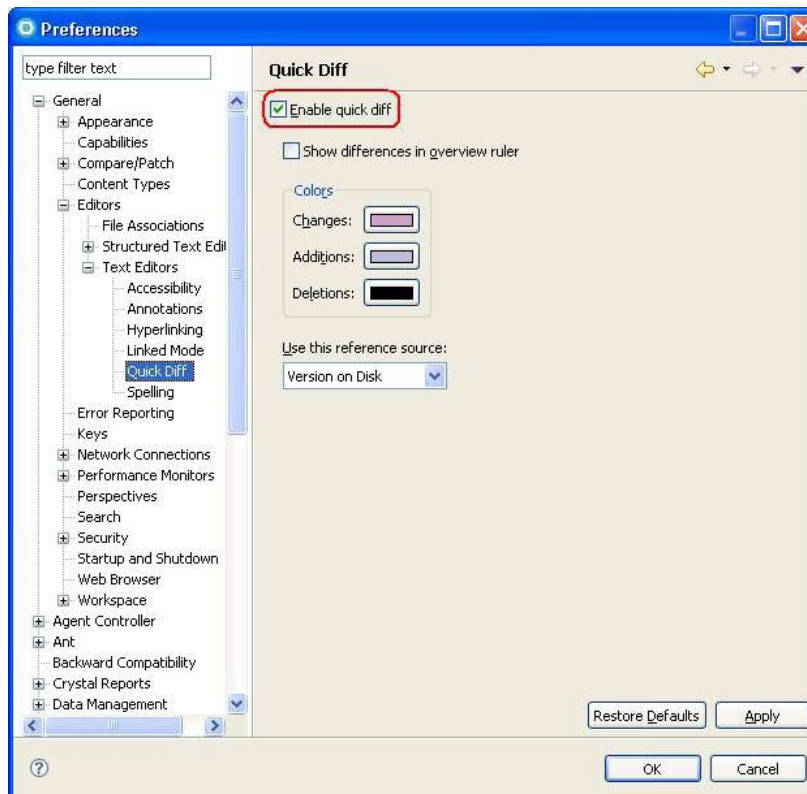 Preferences
type filter text
General
Appearance
Capabilities
Compare/Patch
Content Types
Editors
File Associations
Structured Text Edi
Text Editors
Accessibility
Annotations
Hyperlinking
Linked Mode
Quick Diff
Spelling
Error Reporting
Keys
Network Connections
Performance Monitors
Perspectives
Search
Security
Startup and Shutdown
Web Browser
Workspace
Agent Controller
Ant
Backward Compatibility
Crystal Reports
Data Management
Quick Diff
Enable quick diff
Show differences in overview ruler
Colors
Changes:
Additions:
Deletions:
Use this reference source:
Version on Disk
Restore Defaults
Apply
?
OK
Cancel